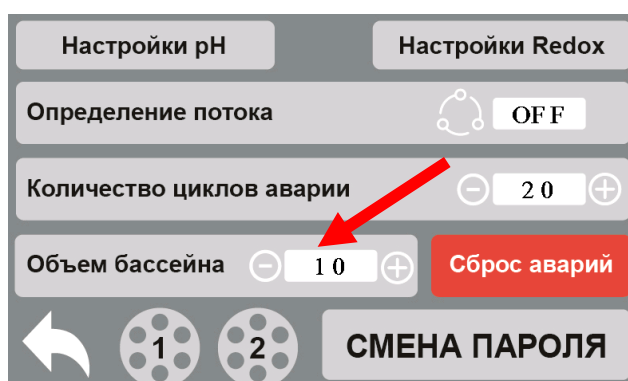 Настройки pH Настройки Redox
Определение потока OFF
Количество циклов аварии 20
Объем бассейна 10 Сброс аварий
1 2 СМЕНА ПАРОЛЯ